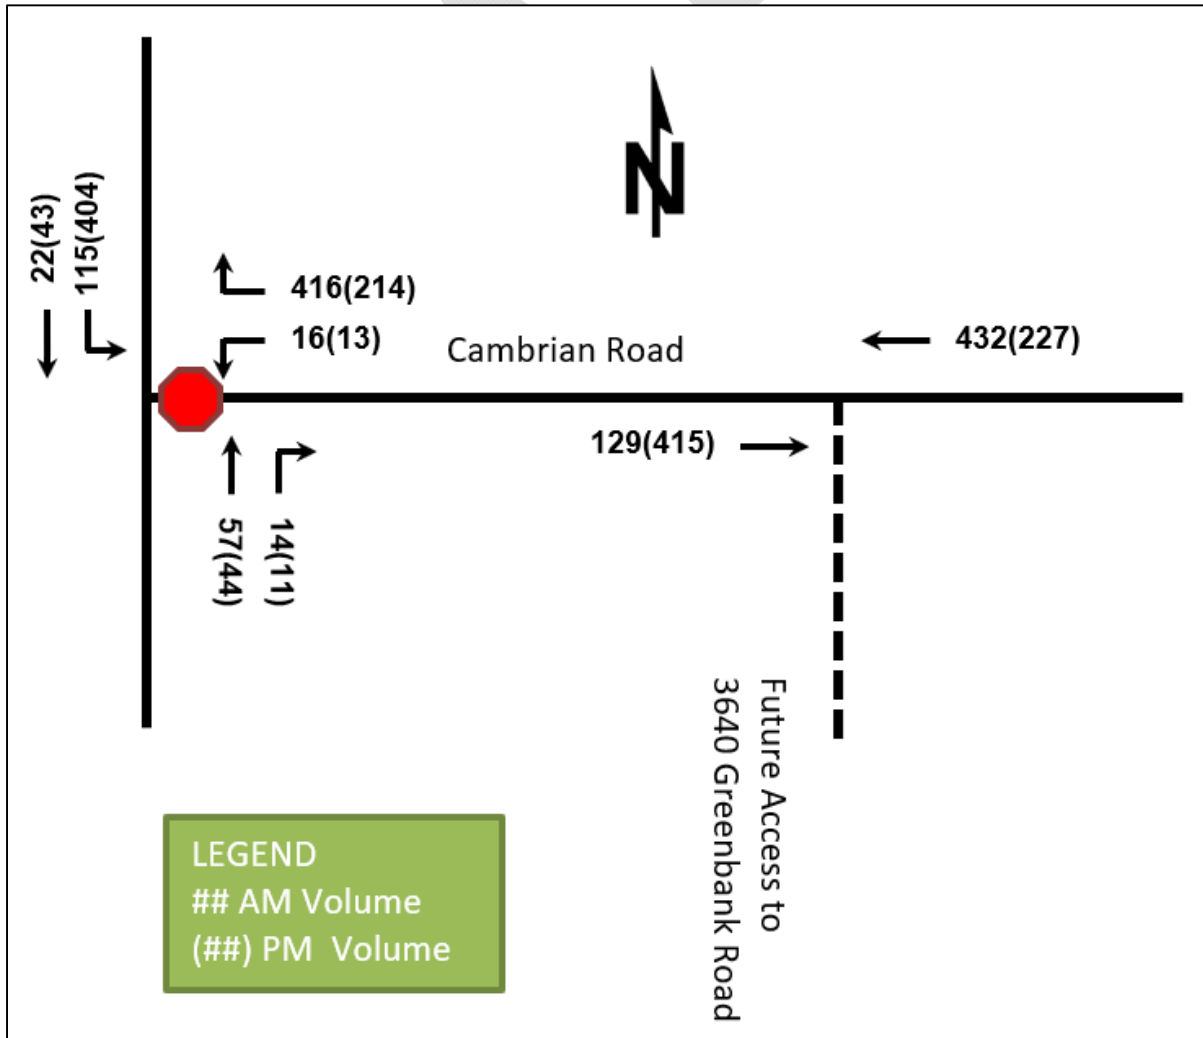 N
22(43)
115(404)
416(214)
16(13)
Cambrian Road
432(227)
129(415)
57(44)
14(11)
Future Access to
3640 Greenbank Road
LEGEND
## AM Volume
(##) PM  Volume